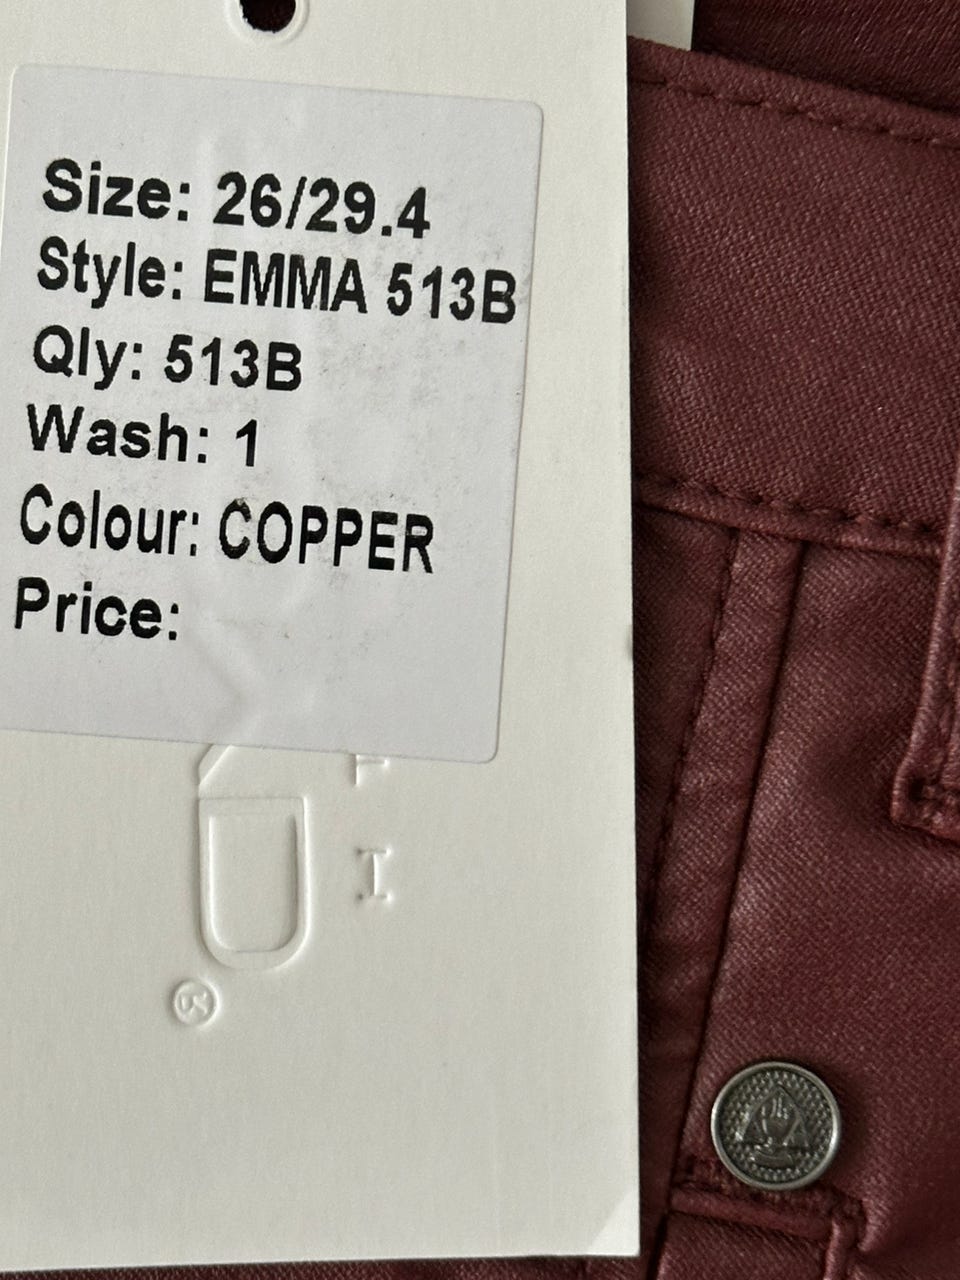 Size: 26/29.4
Style: EMMA 513B
Qly: 513B
Wash: 1
Colour: COPPER
Price: